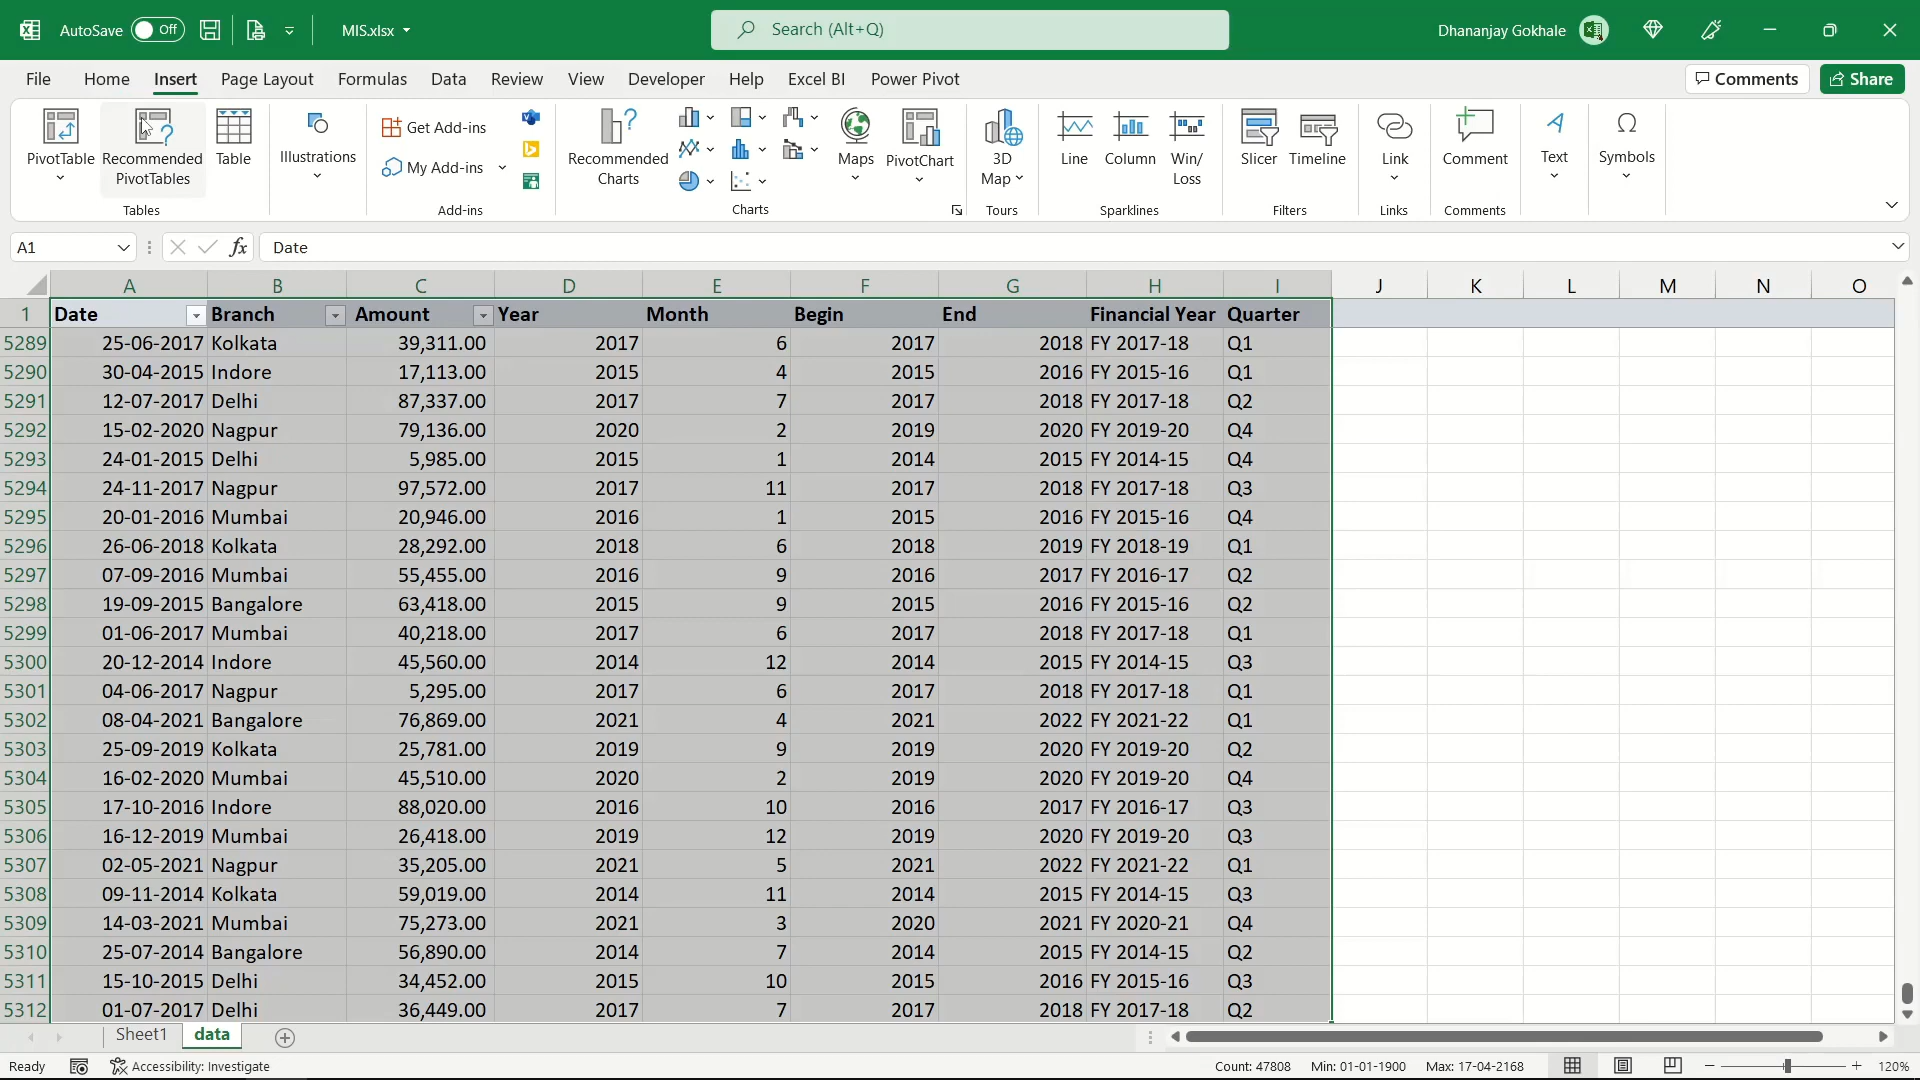 AutoSave Off MIS.xlsx Search (Alt+Q) Dhananjay Gokhale
File Home Insert Page Layout Formulas Data Review View Developer Help Excel BI Power Pivot Comments Share
PivotTable Recommended PivotTables Table Illustrations Get Add-ins My Add-ins Recommended Charts Maps PivotChart 3D Map Line Column Win/Loss Slicer Timeline Link Comment Text Symbols
Tables Add-ins Charts Tours Sparklines Filters Links Comments
A1 fx Date
A B C D E F G H I J K L M N O
1 Date Branch Amount Year Month Begin End Financial Year Quarter
5289 25-06-2017 Kolkata 39,311.00 2017 6 2017 2018 FY 2017-18 Q1
5290 30-04-2015 Indore 17,113.00 2015 4 2015 2016 FY 2015-16 Q1
5291 12-07-2017 Delhi 87,337.00 2017 7 2017 2018 FY 2017-18 Q2
5292 15-02-2020 Nagpur 79,136.00 2020 2 2019 2020 FY 2019-20 Q4
5293 24-01-2015 Delhi 5,985.00 2015 1 2014 2015 FY 2014-15 Q4
5294 24-11-2017 Nagpur 97,572.00 2017 11 2017 2018 FY 2017-18 Q3
5295 20-01-2016 Mumbai 20,946.00 2016 1 2015 2016 FY 2015-16 Q4
5296 26-06-2018 Kolkata 28,292.00 2018 6 2018 2019 FY 2018-19 Q1
5297 07-09-2016 Mumbai 55,455.00 2016 9 2016 2017 FY 2016-17 Q2
5298 19-09-2015 Bangalore 63,418.00 2015 9 2015 2016 FY 2015-16 Q2
5299 01-06-2017 Mumbai 40,218.00 2017 6 2017 2018 FY 2017-18 Q1
5300 20-12-2014 Indore 45,560.00 2014 12 2014 2015 FY 2014-15 Q3
5301 04-06-2017 Nagpur 5,295.00 2017 6 2017 2018 FY 2017-18 Q1
5302 08-04-2021 Bangalore 76,869.00 2021 4 2021 2022 FY 2021-22 Q1
5303 25-09-2019 Kolkata 25,781.00 2019 9 2019 2020 FY 2019-20 Q2
5304 16-02-2020 Mumbai 45,510.00 2020 2 2019 2020 FY 2019-20 Q4
5305 17-10-2016 Indore 88,020.00 2016 10 2016 2017 FY 2016-17 Q3
5306 16-12-2019 Mumbai 26,418.00 2019 12 2019 2020 FY 2019-20 Q3
5307 02-05-2021 Nagpur 35,205.00 2021 5 2021 2022 FY 2021-22 Q1
5308 09-11-2014 Kolkata 59,019.00 2014 11 2014 2015 FY 2014-15 Q3
5309 14-03-2021 Mumbai 75,273.00 2021 3 2020 2021 FY 2020-21 Q4
5310 25-07-2014 Bangalore 56,890.00 2014 7 2014 2015 FY 2014-15 Q2
5311 15-10-2015 Delhi 34,452.00 2015 10 2015 2016 FY 2015-16 Q3
5312 01-07-2017 Delhi 36,449.00 2017 7 2017 2018 FY 2017-18 Q2
Sheet1 data
Ready Accessibility: Investigate Count: 47808 Min: 01-01-1900 Max: 17-04-2168 120%